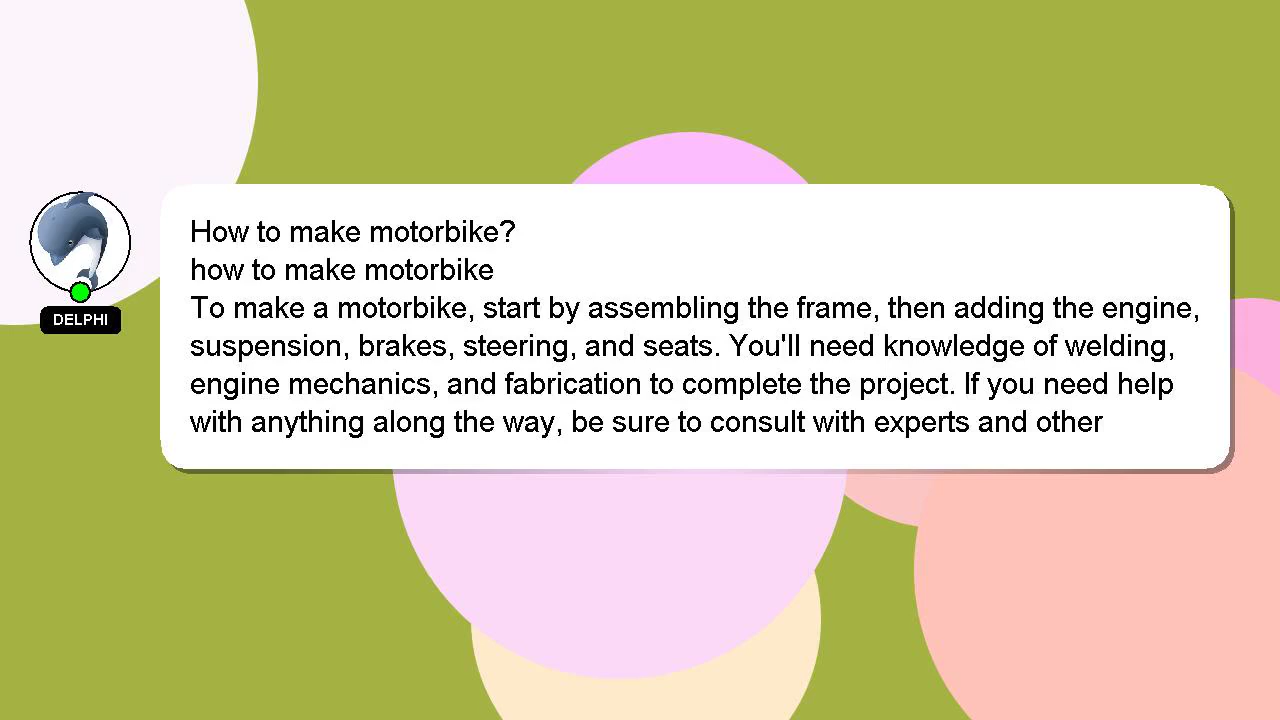 How to make motorbike?
how to make motorbike
To make a motorbike, start by assembling the frame, then adding the engine,
suspension, brakes, steering, and seats. You'll need knowledge of welding,
engine mechanics, and fabrication to complete the project. If you need help
with anything along the way, be sure to consult with experts and other
DELPHI